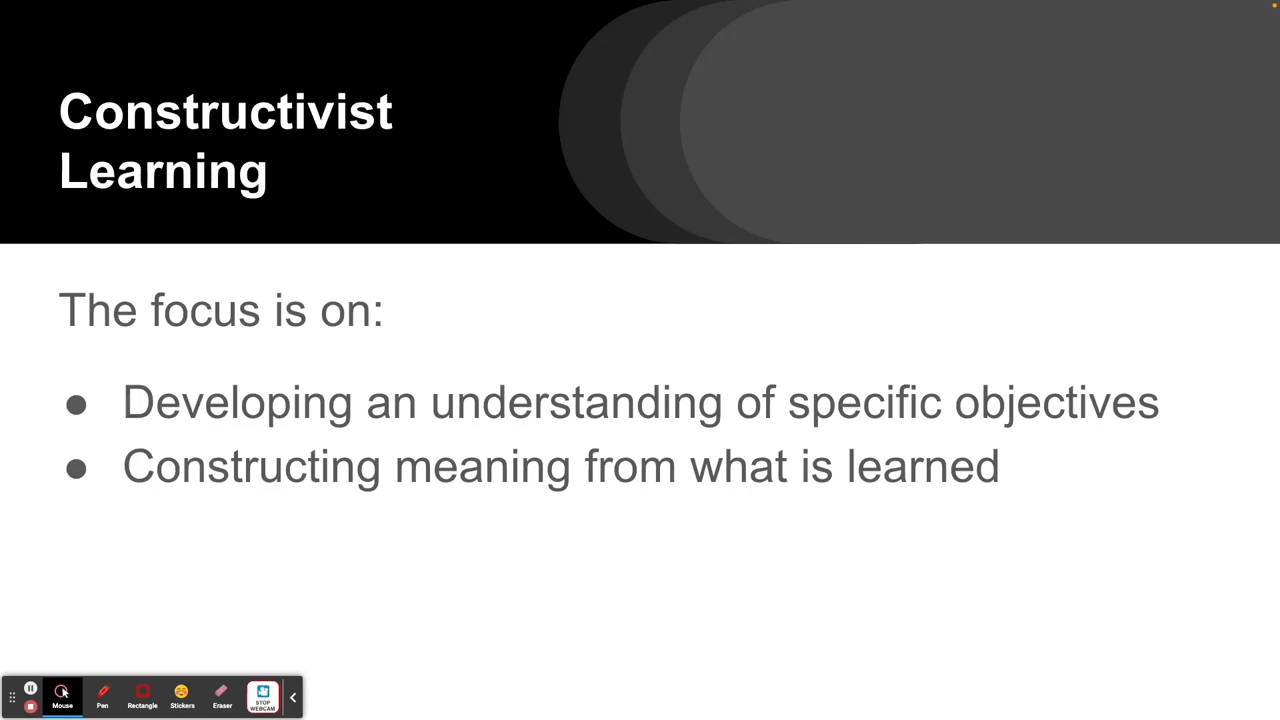 Constructivist
Learning
The focus is on:
● Developing an understanding of specific objectives
● Constructing meaning from what is learned
Mouse
Pen
Rectangle
Stickers
Eraser
STOP
WEBCAM